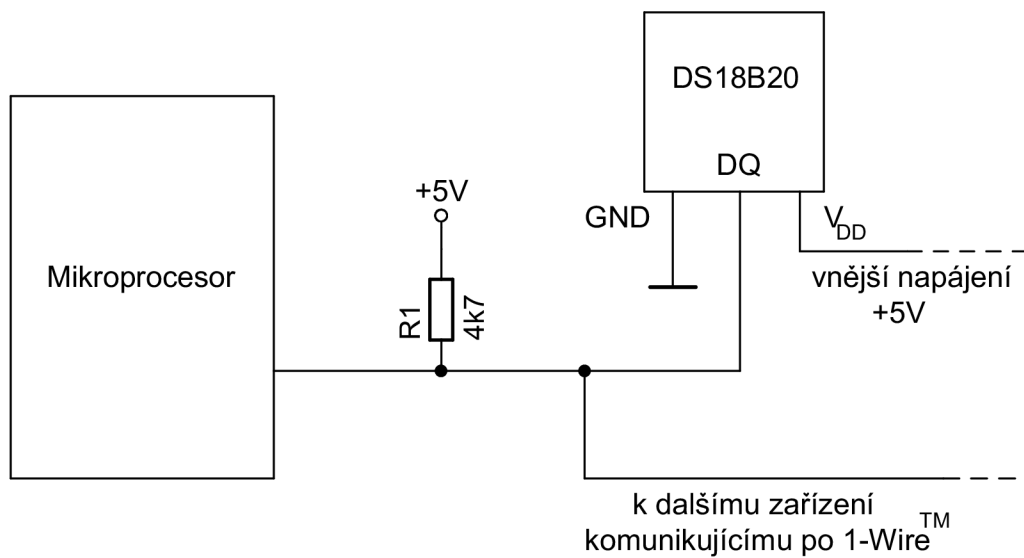 DS18B20
DQ
+5V
GND
VDD
Mikroprocesor
R1
4k7
vnější napájení
+5V
k dalšímu zařízení
komunikujícímu po 1-Wire™